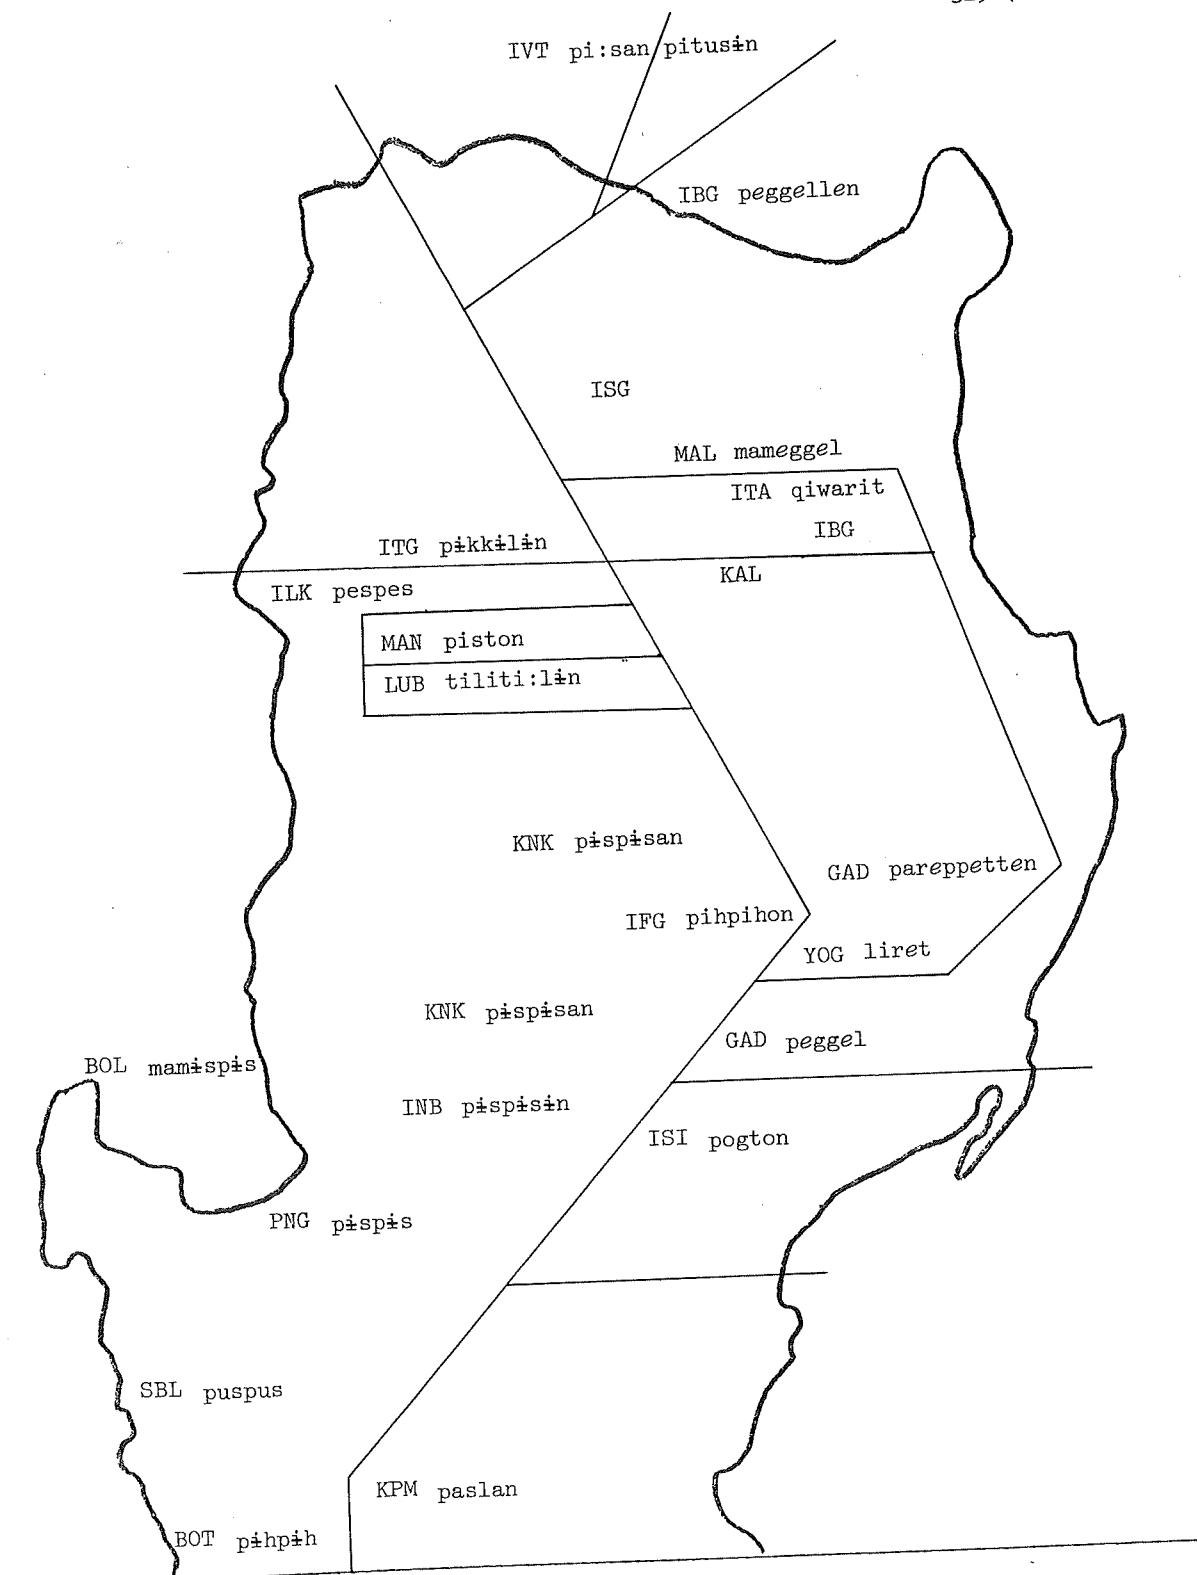 IVT pi:san pitusɨn
IBG peggellen
ISG
MAL mameggel
ITA qiwarit
IBG
ITG pɨkkɨlɨn
KAL
ILK pespes
MAN piston
LUB tiliti:lɨn
KNK pɨspɨsan
GAD pareppetten
IFG pihpihon
YOG liret
KNK pɨspɨsan
GAD peggel
BOL mamɨspɨs
INB pɨspɨsɨn
ISI pogton
PNG pɨspɨs
SBL puspus
KPM paslan
BOT pɨhpɨh